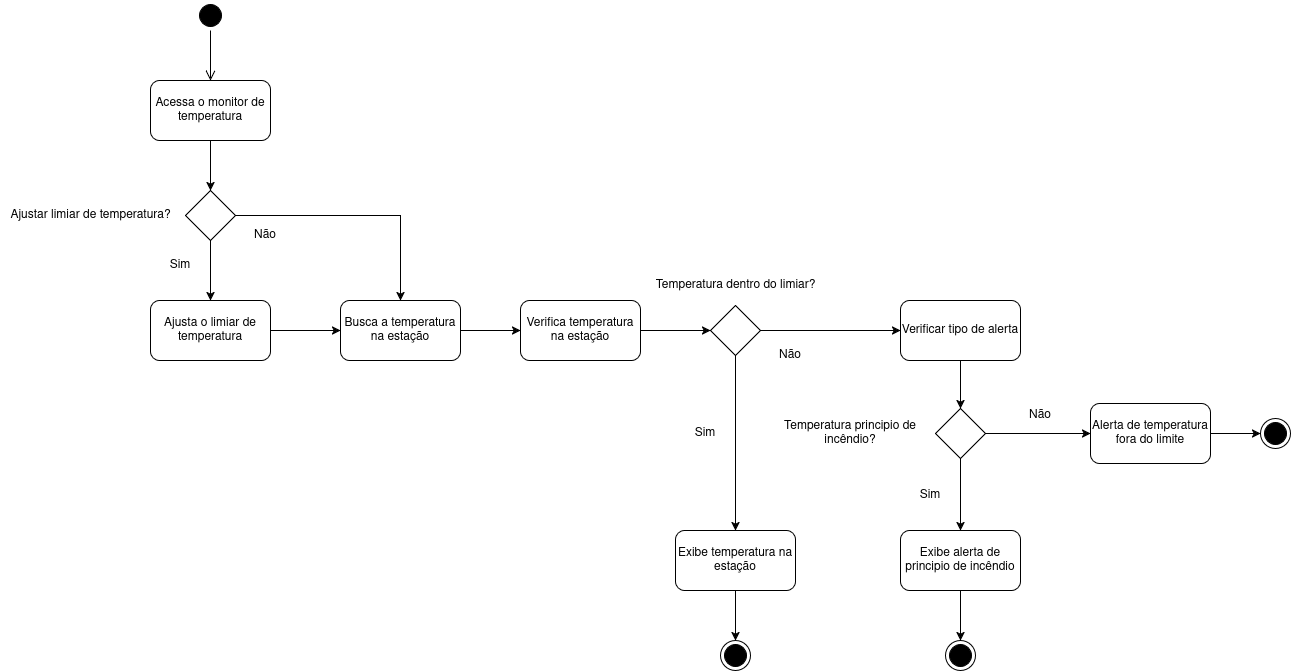 Acessa o monitor de
temperatura
Ajustar limiar de temperatura?
Não
Sim
Ajusta o limiar de
temperatura
Busca a temperatura
na estação
Verifica temperatura
na estação
Temperatura dentro do limiar?
Não
Sim
Verificar tipo de alerta
Temperatura principio de
incêndio?
Não
Sim
Alerta de temperatura
fora do limite
Exibe temperatura na
estação
Exibe alerta de
principio de incêndio